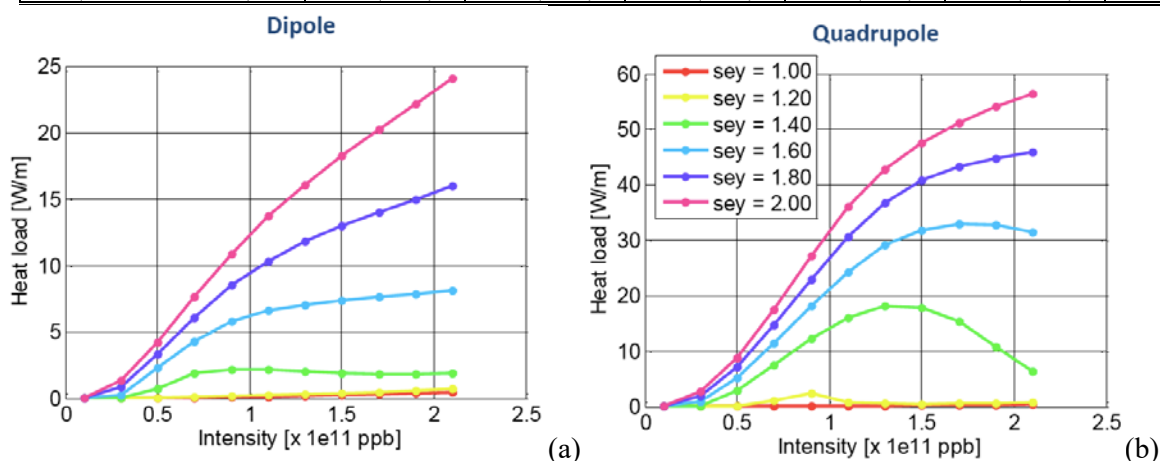 Dipole
25
20
15
10
5
0
Heat load [W/m]
0 0.5 1 1.5 2 2.5
Intensity [x 1e11 ppb]
(a)
Quadrupole
sey = 1.00
sey = 1.20
sey = 1.40
sey = 1.60
sey = 1.80
sey = 2.00
60
50
40
30
20
10
0
Heat load [W/m]
0 0.5 1 1.5 2 2.5
Intensity [x 1e11 ppb]
(b)